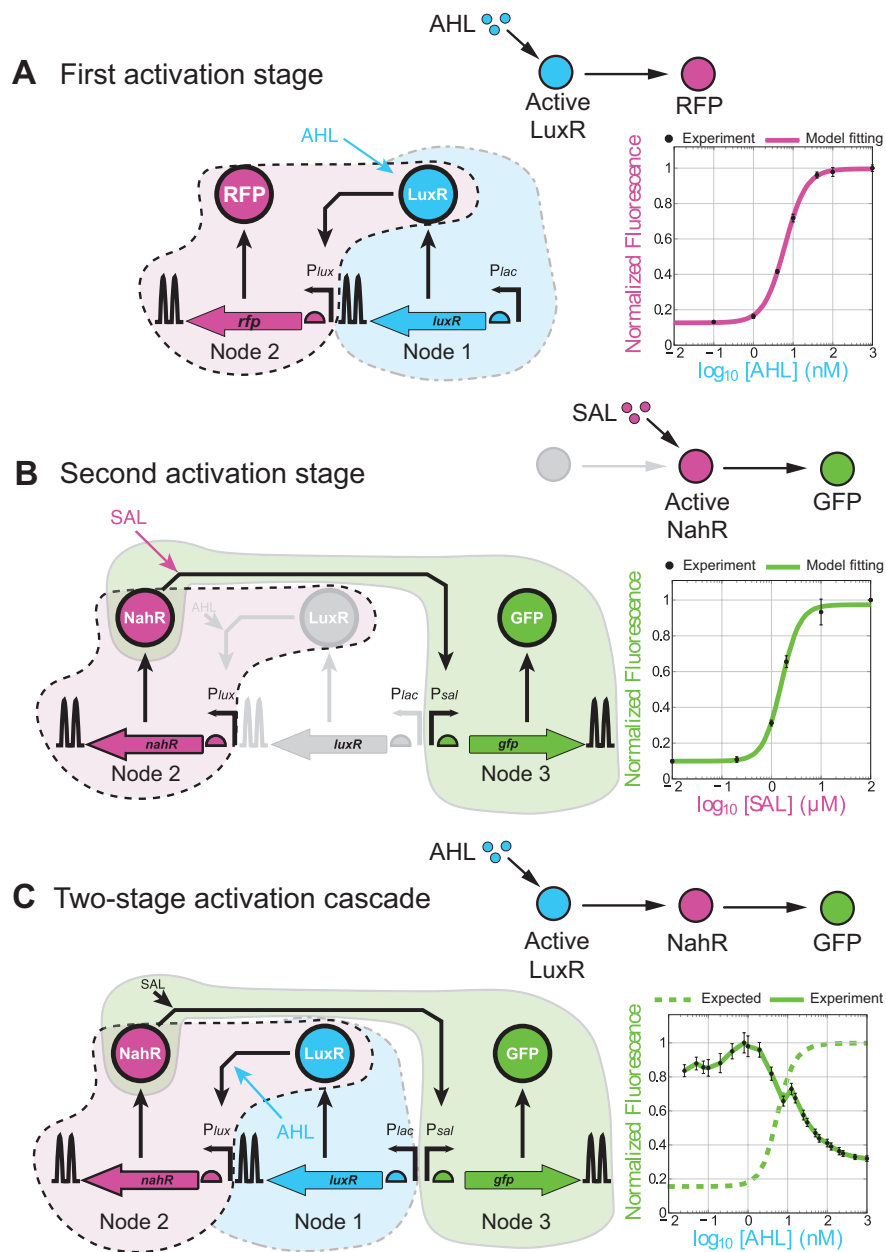 AHL
A First activation stage
Active
LuxR
RFP
AHL
RFP
LuxR
Plux
Plac
rfp
luxR
Node 2
Node 1
Experiment
Model fitting
Normalized Fluorescence
1
0.8
0.6
0.4
0.2
0
−2
−1
0
1
2
3
log10 [AHL] (nM)
SAL
B Second activation stage
Active
NahR
GFP
SAL
NahR
AHL
LuxR
GFP
Plux
Plac
Psal
nahR
luxR
gfp
Node 2
Node 3
Experiment
Model fitting
Normalized Fluorescence
1
0.8
0.6
0.4
0.2
0
−2
−1
0
1
2
log10 [SAL] (µM)
AHL
C Two-stage activation cascade
Active
LuxR
NahR
GFP
SAL
NahR
LuxR
GFP
Plux
AHL
Plac
Psal
nahR
luxR
gfp
Node 2
Node 1
Node 3
Expected
Experiment
Normalized Fluorescence
1
0.8
0.6
0.4
0.2
0
−2
−1
0
1
2
3
log10 [AHL] (nM)